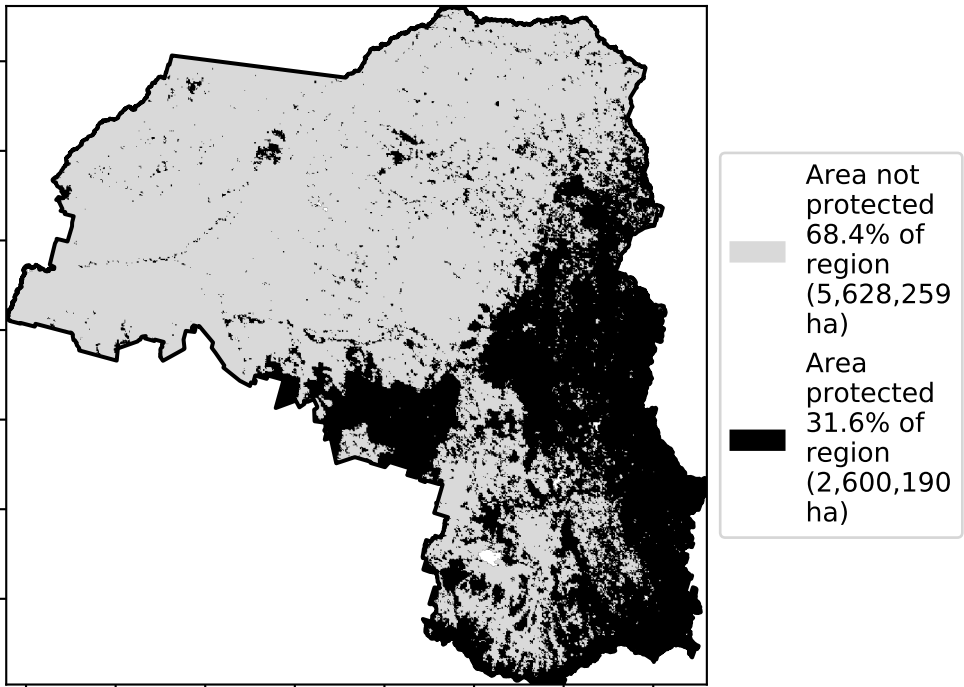 Area not
protected
68.4% of
region
(5,628,259
ha)
Area
protected
31.6% of
region
(2,600,190
ha)